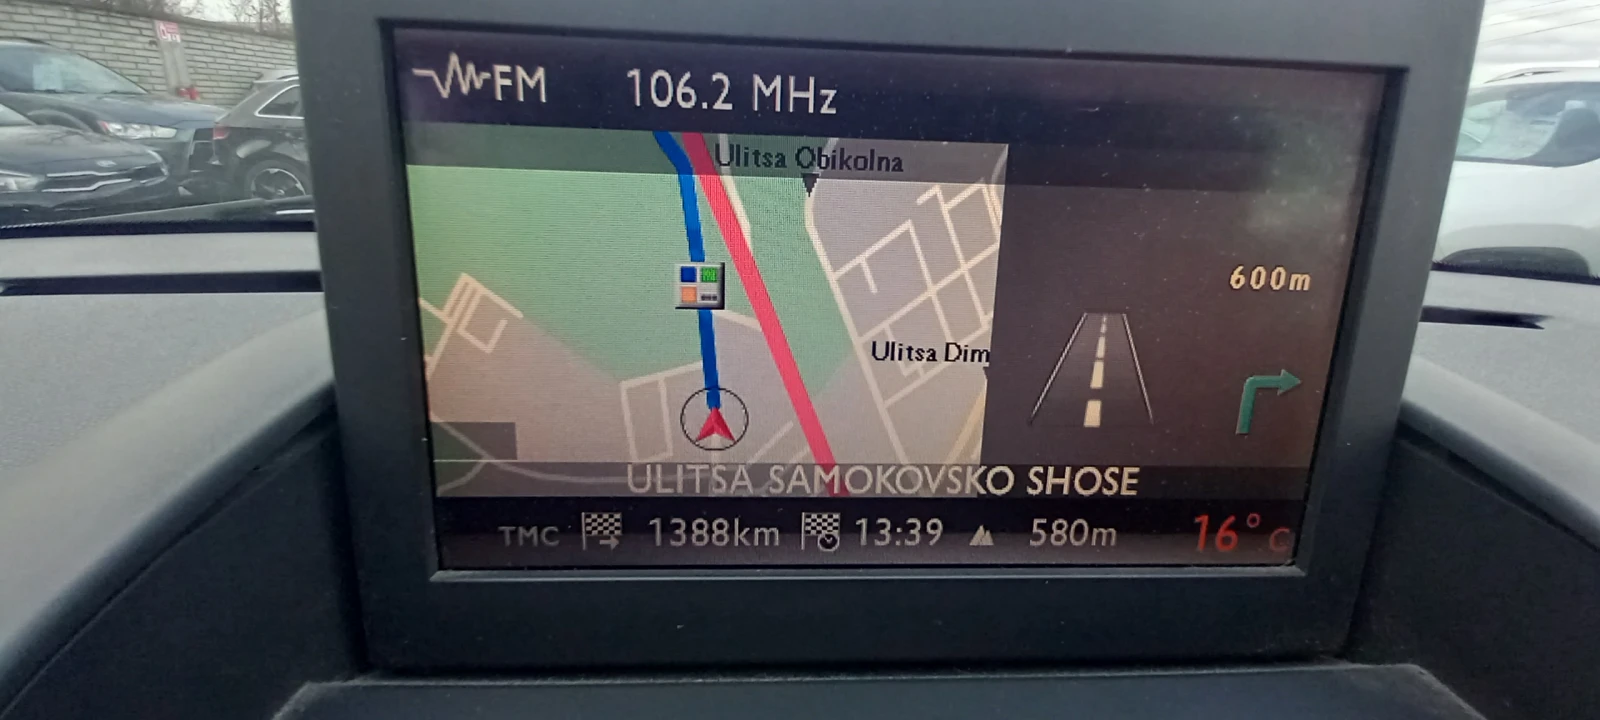 FM 106.2 MHz
Ulitsa Obikolna
600m
Ulitsa Dim
ULITSA SAMOKOVSKO SHOSE
TMC 1388km 13:39 580m 16° C